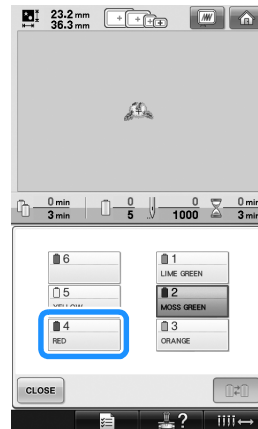 23.2 mm
36.3 mm
0 min
3 min
0
5
0
1000
0 min
3 min
6
1
LIME GREEN
5
YELLOW
2
MOSS GREEN
4
RED
3
ORANGE
CLOSE
?